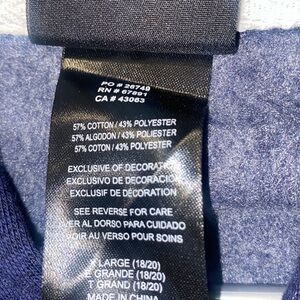 PO # 26749
RN # 67891
CA # 43063
57% COTTON / 43% POLYESTER
57% ALGODON / 43% POLIESTER
57% COTON / 43% POLYESTER
EXCLUSIVE OF DECORATION
EXCLUSIVO DE DECORACION
EXCLUSIF DE DÉCORATION
SEE REVERSE FOR CARE
VER AL DORSO PARA CUIDADO
VOIR AU VERSO POUR SOINS
X LARGE (18/20)
E GRANDE (18/20)
T GRAND (18/20)
MADE IN CHINA